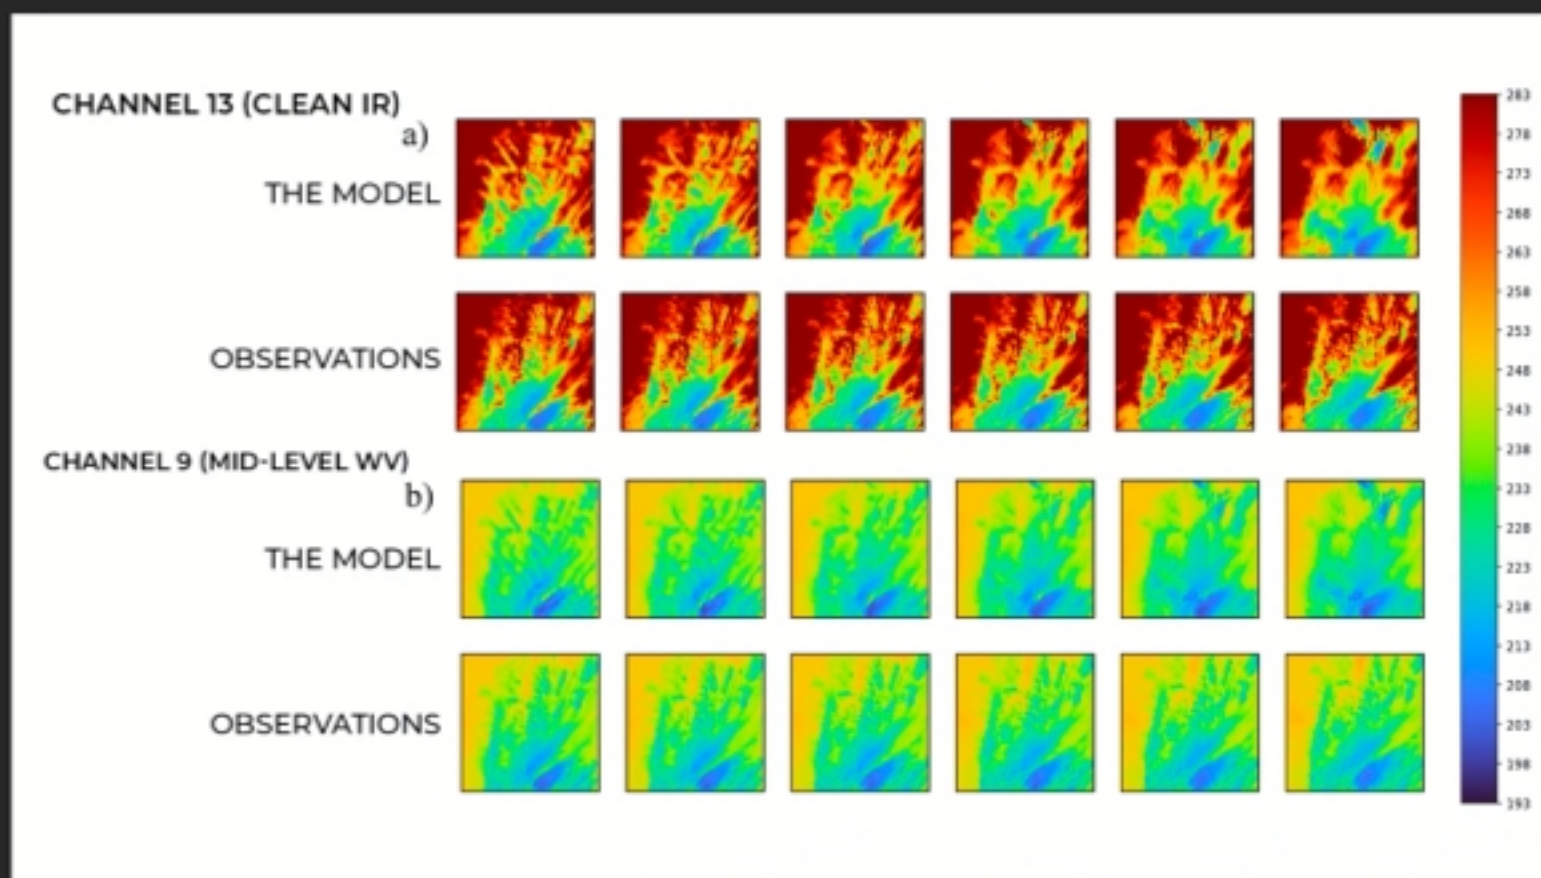 CHANNEL 13 (CLEAN IR)
a)
THE MODEL
OBSERVATIONS
CHANNEL 9 (MID-LEVEL WV)
b)
THE MODEL
OBSERVATIONS
283
278
273
268
263
258
253
248
243
238
233
228
223
218
213
208
203
198
193